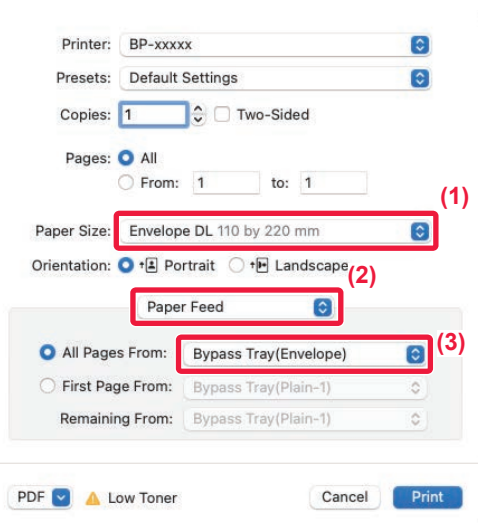 Printer: BP-xxxxx
Presets: Default Settings
Copies: 1 Two-Sided
Pages: All
From: 1 to: 1
(1)
Paper Size: Envelope DL 110 by 220 mm
Orientation: Portrait Landscape
(2)
Paper Feed
(3)
All Pages From: Bypass Tray(Envelope)
First Page From: Bypass Tray(Plain-1)
Remaining From: Bypass Tray(Plain-1)
PDF Low Toner Cancel Print